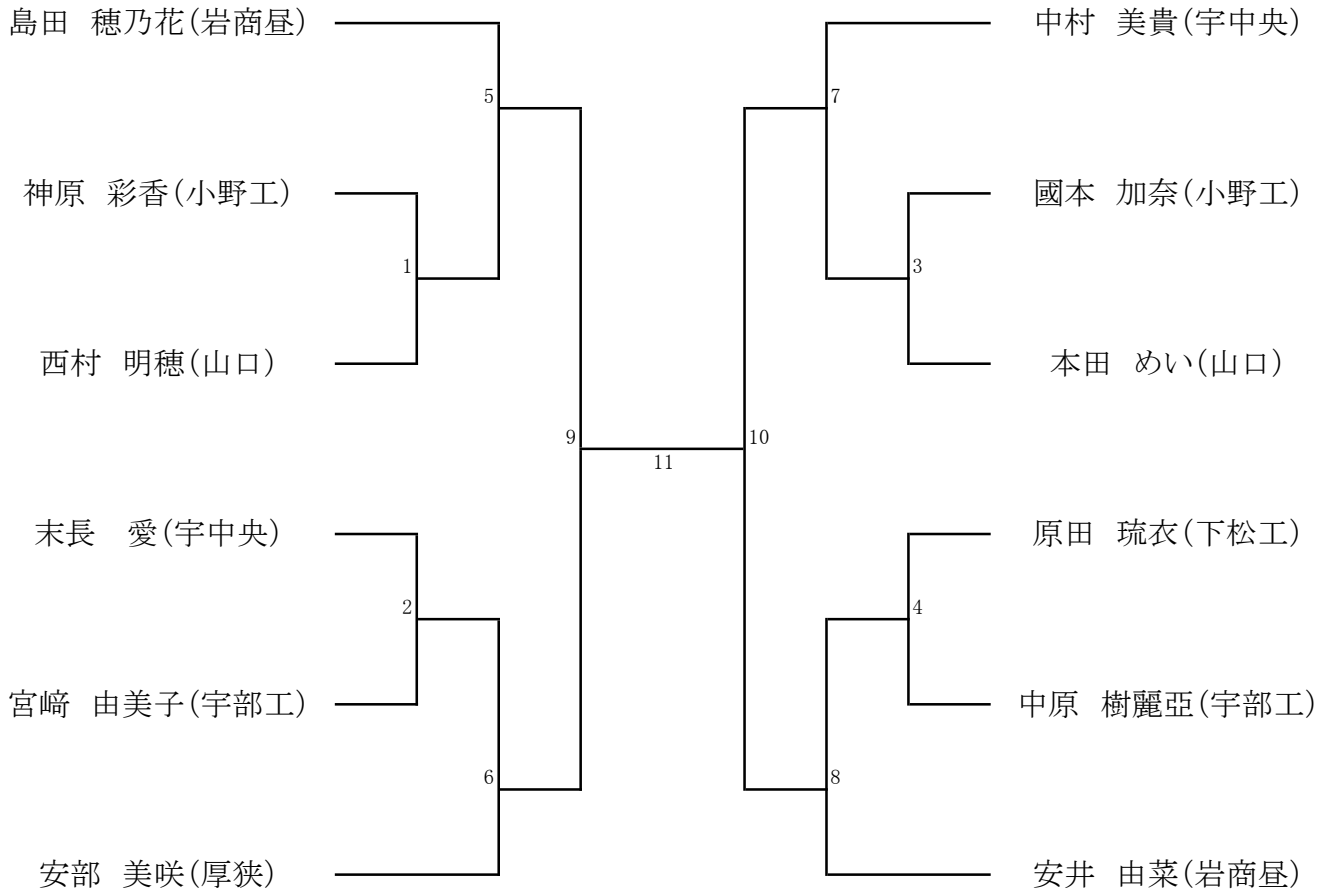 島田 穂乃花(岩商昼)
中村 美貴(宇中央)
5
7
神原 彩香(小野工)
國本 加奈(小野工)
1
3
西村 明穂(山口)
本田 めい(山口)
9
10
11
末長 愛(宇中央)
原田 琉衣(下松工)
2
4
宮﨑 由美子(宇部工)
中原 樹麗亞(宇部工)
6
8
安部 美咲(厚狭)
安井 由菜(岩商昼)